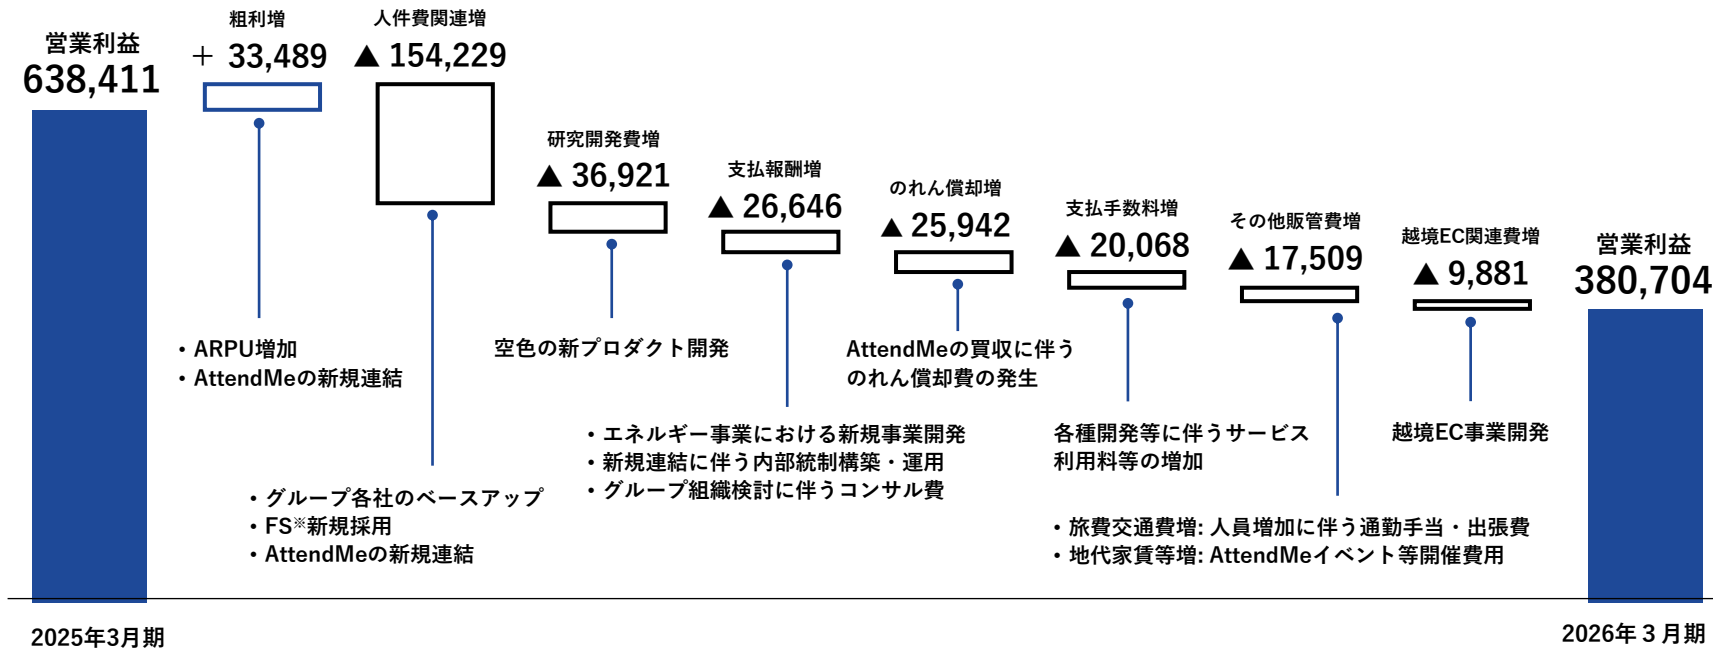 営業利益
638,411
粗利増
＋ 33,489
人件費関連増
▲ 154,229
研究開発費増
▲ 36,921
支払報酬増
▲ 26,646
のれん償却増
▲ 25,942
支払手数料増
▲ 20,068
その他販管費増
▲ 17,509
越境EC関連費増
▲ 9,881
営業利益
380,704
・ARPU増加
・AttendMeの新規連結
・グループ各社のベースアップ
・FS※新規採用
・AttendMeの新規連結
空色の新プロダクト開発
・エネルギー事業における新規事業開発
・新規連結に伴う内部統制構築・運用
・グループ組織検討に伴うコンサル費
AttendMeの買収に伴う
のれん償却費の発生
各種開発等に伴うサービス
利用料等の増加
・旅費交通費増: 人員増加に伴う通勤手当・出張費
・地代家賃等増: AttendMeイベント等開催費用
越境EC事業開発
2025年3月期
2026年３月期